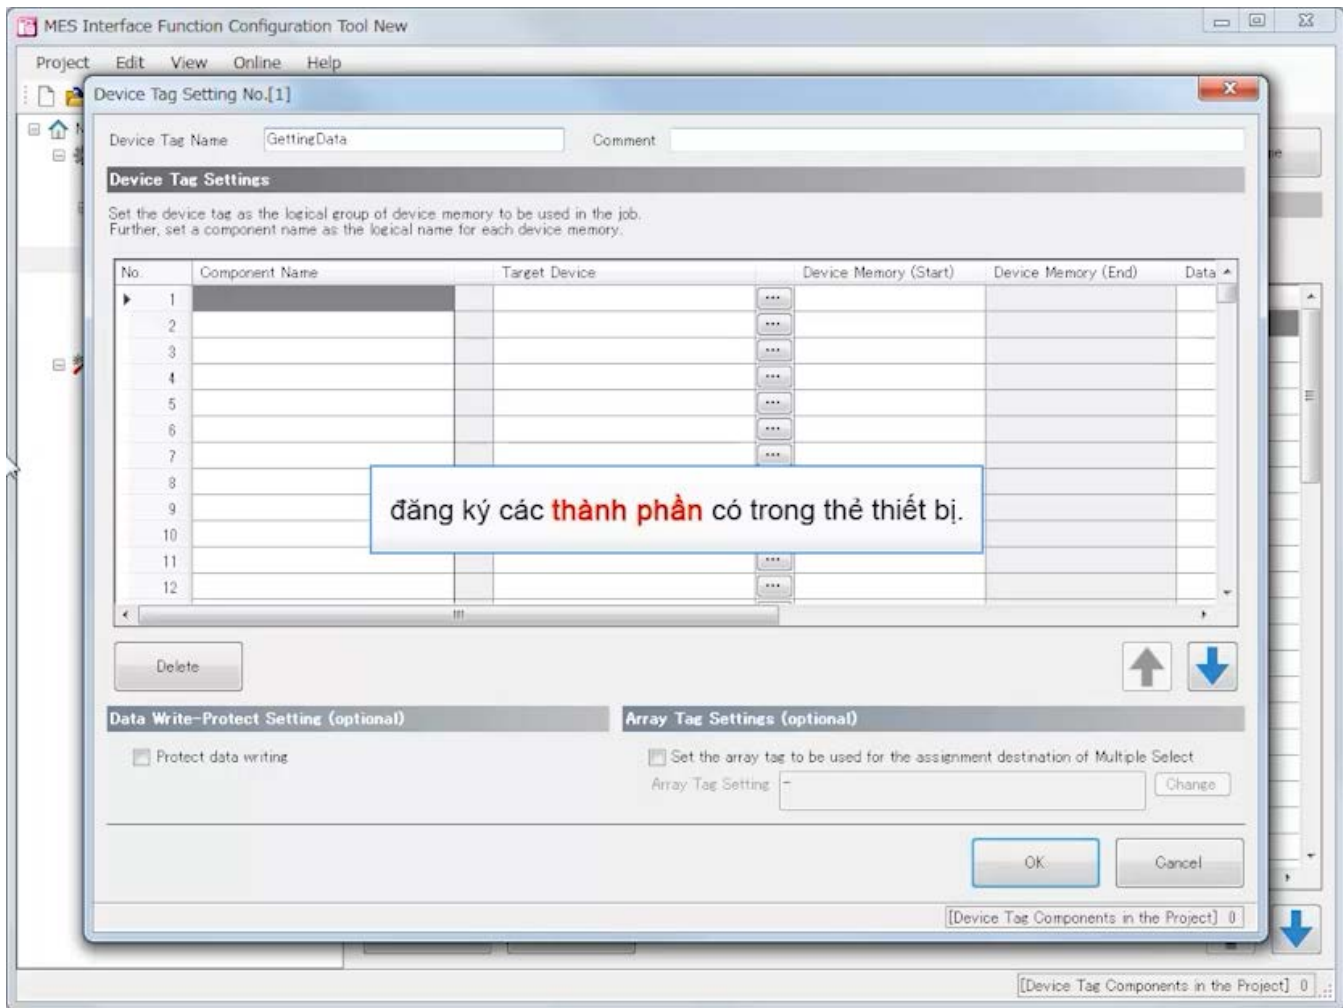 MES Interface Function Configuration Tool New
Project Edit View Online Help
Device Tag Setting No.[1]
Device Tag Name GettingData Comment
Device Tag Settings
Set the device tag as the logical group of device memory to be used in the job.
Further, set a component name as the logical name for each device memory.
No. Component Name Target Device Device Memory (Start) Device Memory (End) Data
1 ...
2 ...
3 ...
4 ...
5 ...
6 ...
7 ...
8
9
10
11 ...
12 ...
đăng ký các thành phần có trong thẻ thiết bị.
Delete
Data Write-Protect Setting (optional) Array Tag Settings (optional)
Protect data writing Set the array tag to be used for the assignment destination of Multiple Select
Array Tag Setting - Change
OK Cancel
[Device Tag Components in the Project] 0
[Device Tag Components in the Project] 0